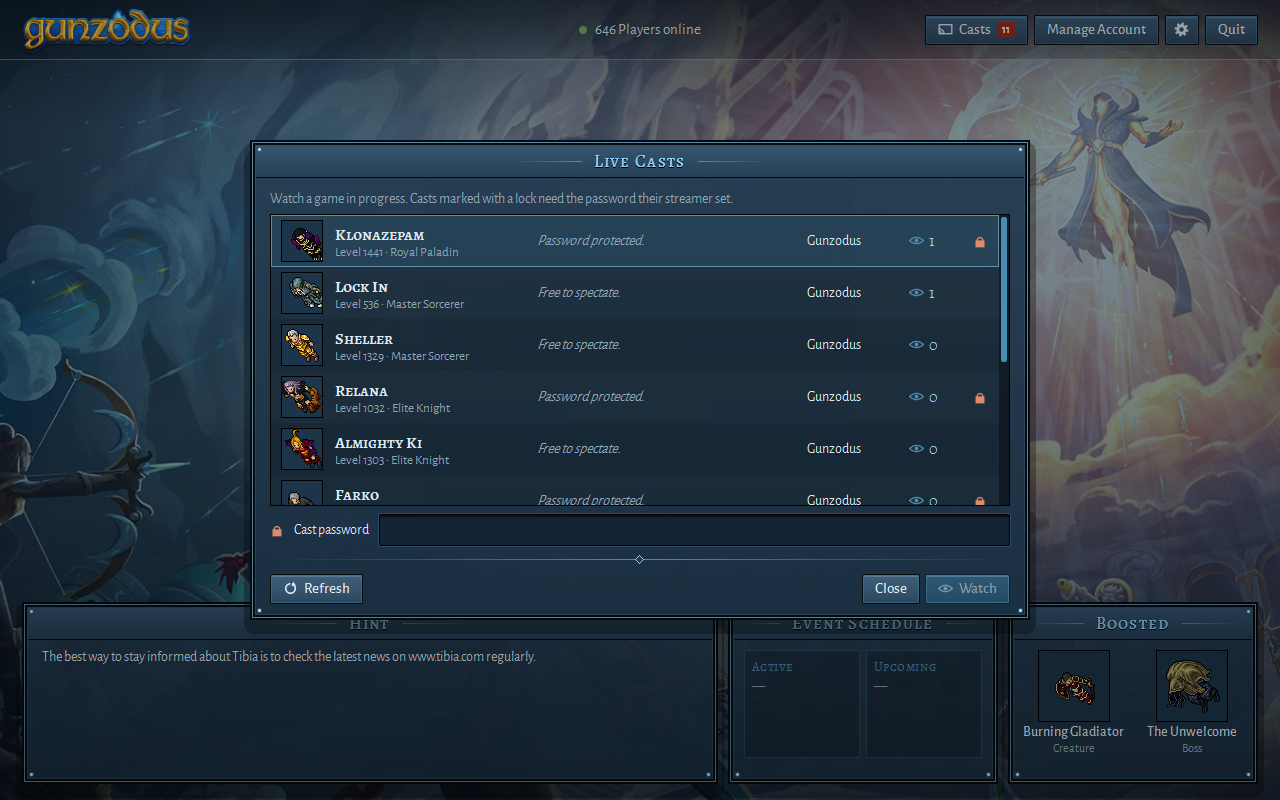 gunzodus
646 Players online
Casts 11
Manage Account
Quit
Live Casts
Watch a game in progress. Casts marked with a lock need the password their streamer set.
Klonazepam
Level 1441 · Royal Paladin
Password protected.
Gunzodus
1
Lock In
Level 536 · Master Sorcerer
Free to spectate.
Gunzodus
1
Sheller
Level 1329 · Master Sorcerer
Free to spectate.
Gunzodus
0
Relana
Level 1032 · Elite Knight
Password protected.
Gunzodus
0
Almighty Ki
Level 1303 · Elite Knight
Free to spectate.
Gunzodus
0
Farko
Password protected.
Gunzodus
0
Cast password
Refresh
Close
Watch
Hint
The best way to stay informed about Tibia is to check the latest news on www.tibia.com regularly.
Event Schedule
Active
—
Upcoming
—
Boosted
Burning Gladiator
Creature
The Unwelcome
Boss